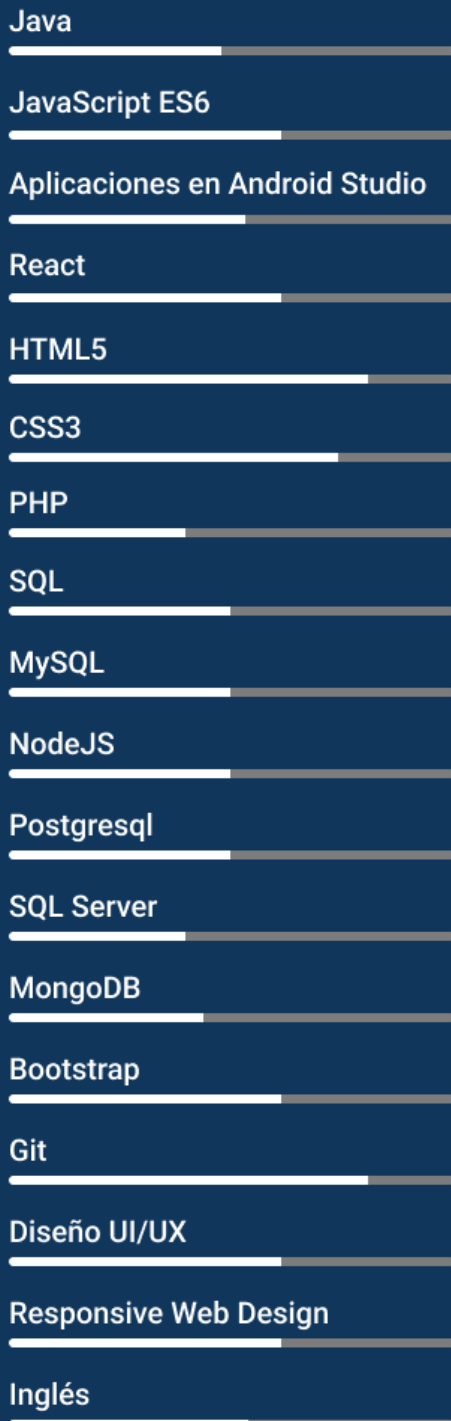 Java
JavaScript ES6
Aplicaciones en Android Studio
React
HTML5
CSS3
PHP
SQL
MySQL
NodeJS
Postgresql
SQL Server
MongoDB
Bootstrap
Git
Diseño UI/UX
Responsive Web Design
Inglés